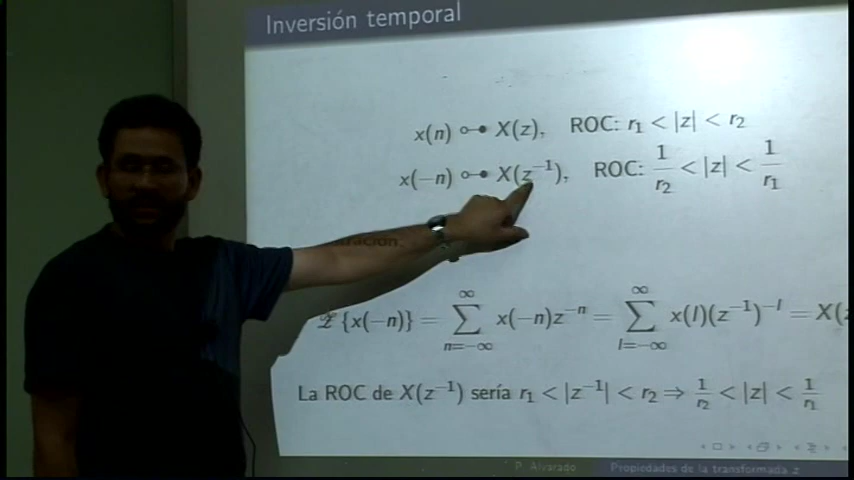 Inversión temporal
x(n) ○─● X(z), ROC: r₁ < |z| < r₂
x(−n) ○─● X(z⁻¹), ROC: 1/r₂ < |z| < 1/r₁
tración:
𝒵 {x(−n)} = ∑_{n=−∞}^{∞} x(−n)z⁻ⁿ = ∑_{l=−∞}^{∞} x(l)(z⁻¹)⁻ˡ = X(z
La ROC de X(z⁻¹) sería r₁ < |z⁻¹| < r₂ ⇒ 1/r₂ < |z| < 1/r₁
P. Alvarado Propiedades de la transformada z